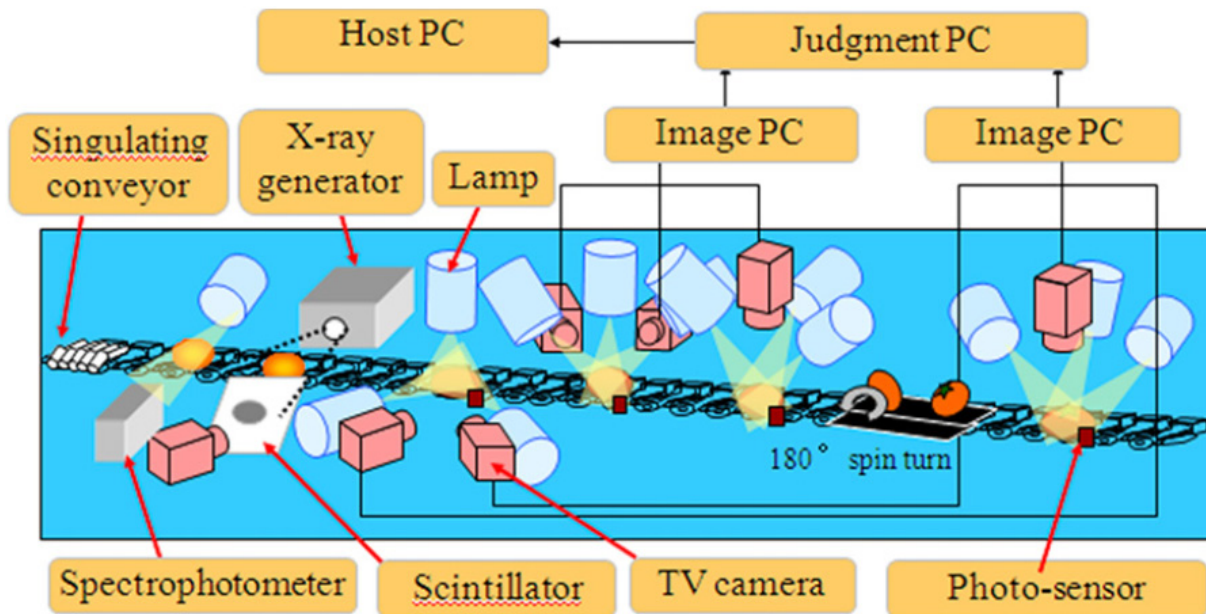 Host PC
Judgment PC
Singulating
conveyor
X-ray
generator
Lamp
Image PC
Image PC
180° spin turn
Spectrophotometer
Scintillator
TV camera
Photo-sensor